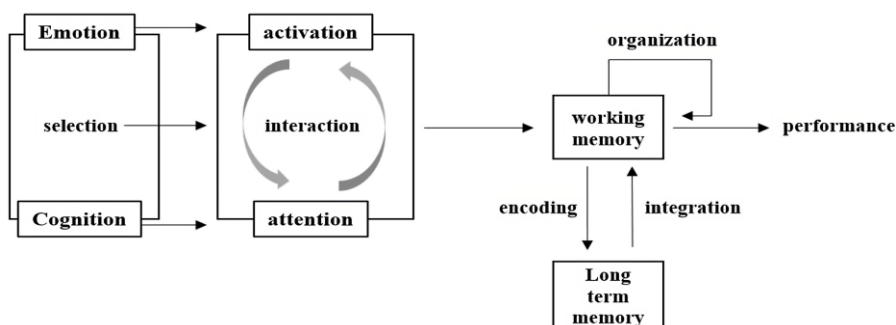 Emotion
activation
organization
selection
interaction
working
memory
performance
Cognition
attention
encoding
integration
Long
term
memory